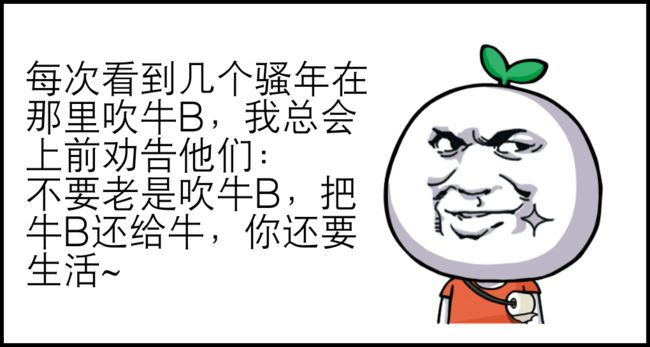 每次看到几个骚年在
那里吹牛B，我总会
上前劝告他们：
不要老是吹牛B，把
牛B还给牛，你还要
生活~